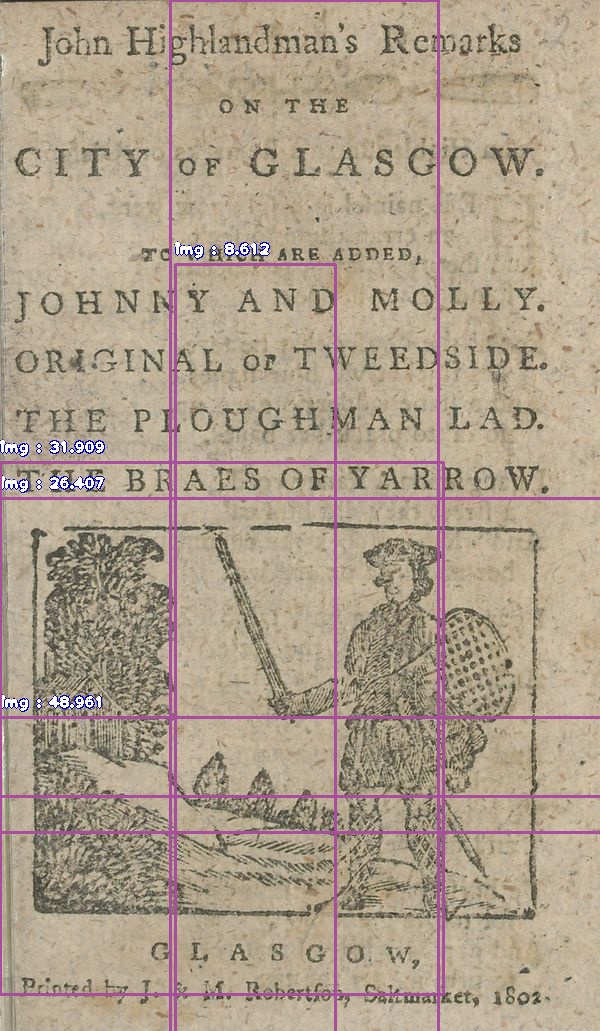 John Highlandman's Remarks
ON THE
CITY OF GLASGOW.
TO WHICH ARE ADDED,
Img : 8.612
JOHNNY AND MOLLY.
ORIGINAL OF TWEEDSIDE.
THE PLOUGHMAN LAD.
Img : 31.909
THE BRAES OF YARROW.
Img : 26.407
Img : 48.961
GLASGOW,
Printed by J. & M. Robertſon, Saltmarket, 1802.